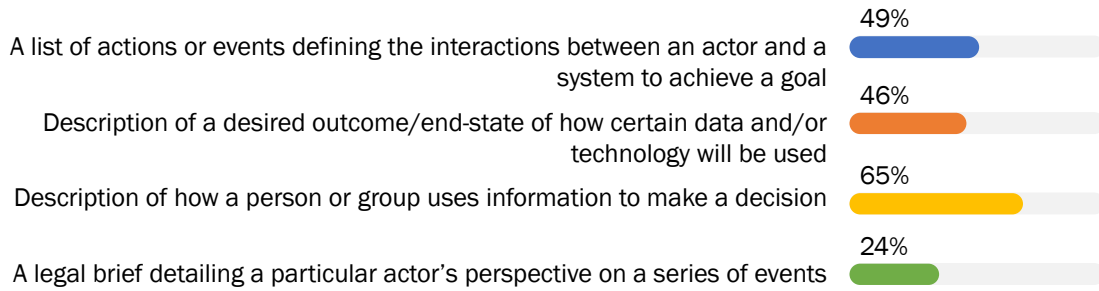 49%
A list of actions or events defining the interactions between an actor and a
system to achieve a goal
46%
Description of a desired outcome/end-state of how certain data and/or
technology will be used
65%
Description of how a person or group uses information to make a decision
24%
A legal brief detailing a particular actor’s perspective on a series of events